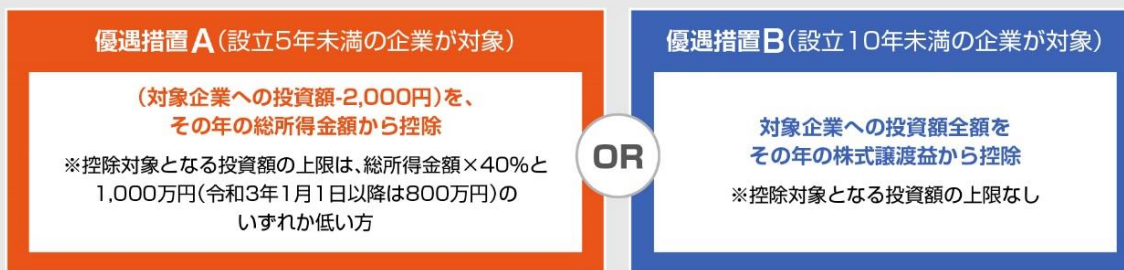 優遇措置A(設立5年未満の企業が対象)
(対象企業への投資額-2,000円)を、
その年の総所得金額から控除
※控除対象となる投資額の上限は、総所得金額×40%と
1,000万円(令和3年1月1日以降は800万円)の
いずれか低い方
OR
優遇措置B(設立10年未満の企業が対象)
対象企業への投資額全額を
その年の株式譲渡益から控除
※控除対象となる投資額の上限なし